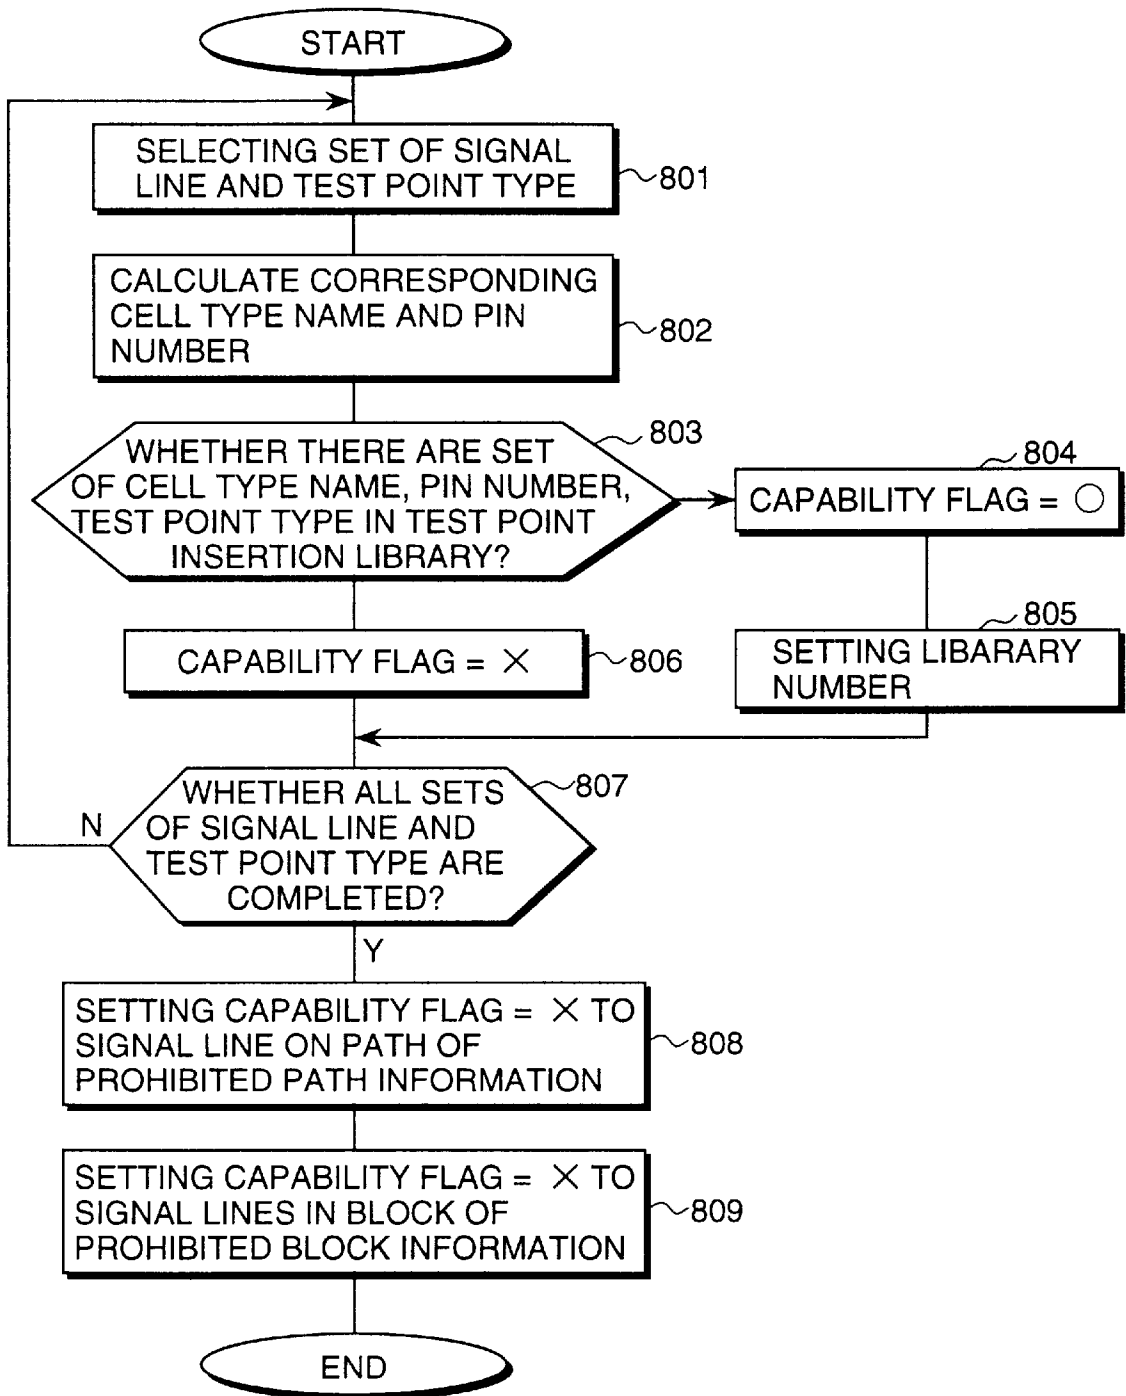 START
SELECTING SET OF SIGNAL
LINE AND TEST POINT TYPE
801
CALCULATE CORRESPONDING
CELL TYPE NAME AND PIN
NUMBER
802
WHETHER THERE ARE SET
OF CELL TYPE NAME, PIN NUMBER,
TEST POINT TYPE IN TEST POINT
INSERTION LIBRARY?
803
804
CAPABILITY FLAG = ○
805
SETTING LIBARARY
NUMBER
CAPABILITY FLAG = ×
806
WHETHER ALL SETS
OF SIGNAL LINE AND
TEST POINT TYPE ARE
COMPLETED?
807
N
Y
SETTING CAPABILITY FLAG = × TO
SIGNAL LINE ON PATH OF
PROHIBITED PATH INFORMATION
808
SETTING CAPABILITY FLAG = × TO
SIGNAL LINES IN BLOCK OF
PROHIBITED BLOCK INFORMATION
809
END